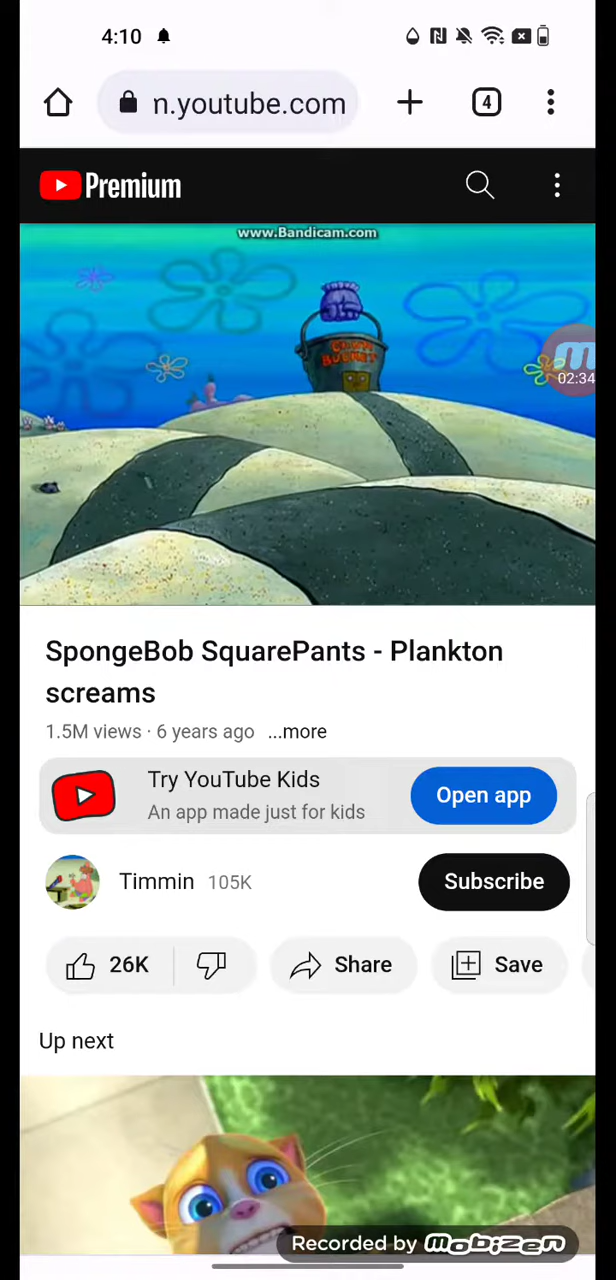 4:10
n.youtube.com
4
Premium
www.Bandicam.com
CHUM
BUCKET
02:34
SpongeBob SquarePants - Plankton
screams
1.5M views · 6 years ago ...more
Try YouTube Kids
An app made just for kids
Open app
Timmin 105K
Subscribe
26K
Share
Save
Up next
Recorded by mobizen